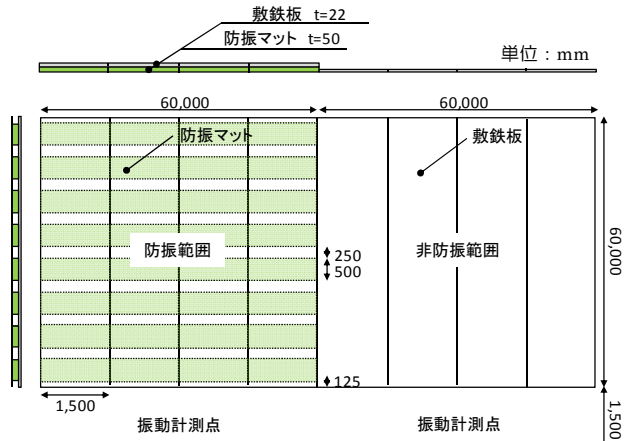 敷鉄板 t=22
防振マット t=50
単位：mm
60,000
60,000
防振マット
敷鉄板
防振範囲
250
500
非防振範囲
60,000
125
1,500
振動計測点
振動計測点
1,500